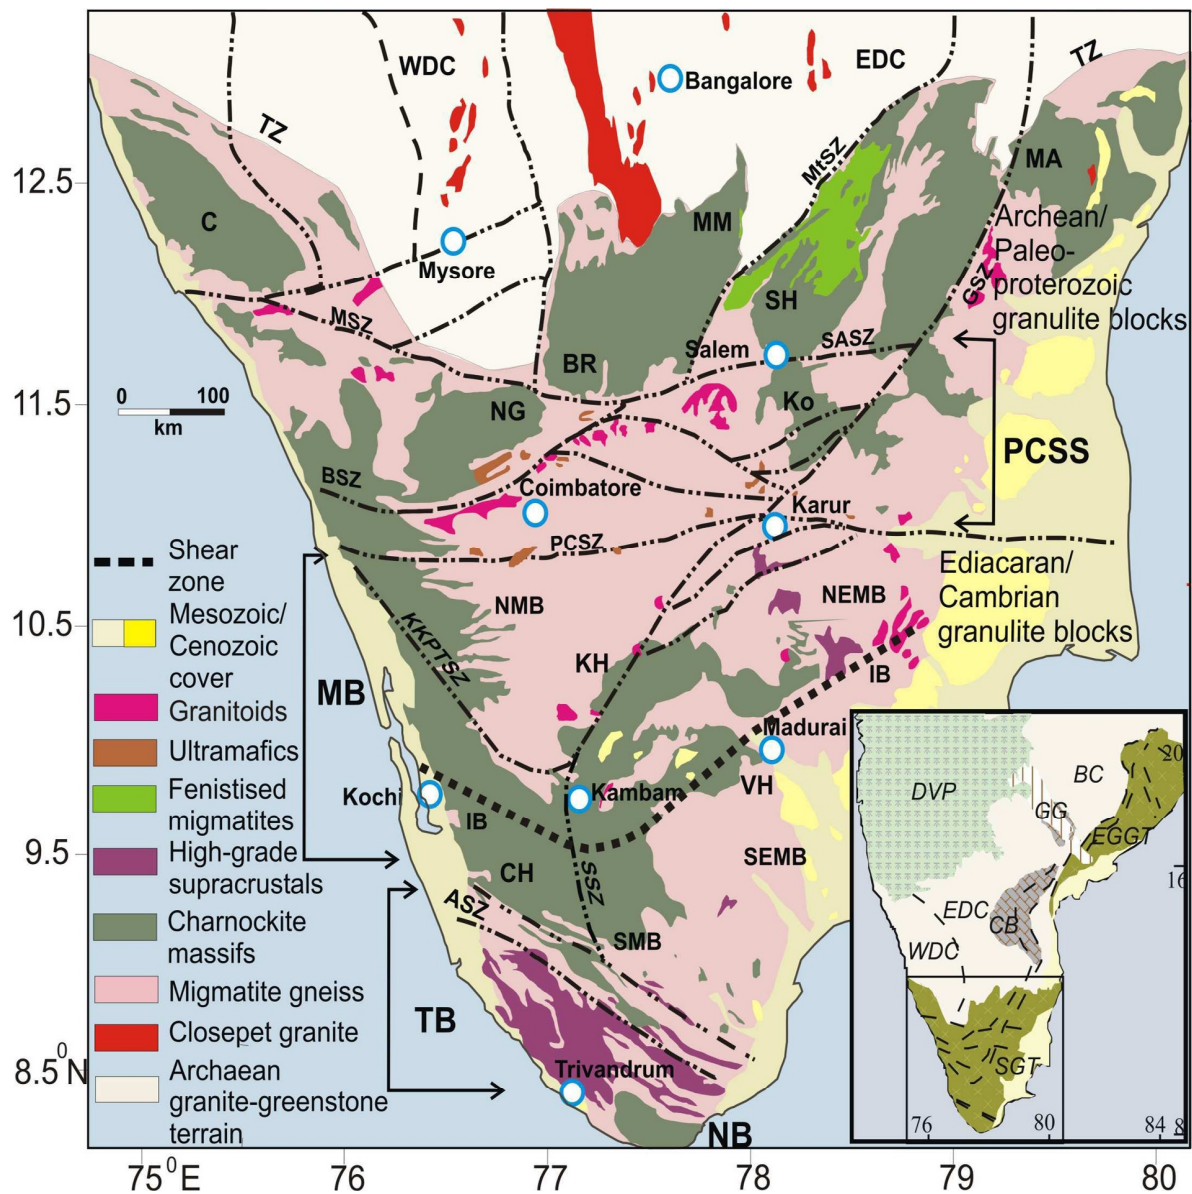 WDC
EDC
TZ
Bangalore
TZ
12.5
MtSZ
MA
C
MM
Archean/
Paleo-
proterozoic
granulite blocks
GSZ
Mysore
SH
MSZ
SASZ
Salem
BR
0 100
km
11.5
NG
Ko
PCSS
BSZ
Coimbatore
Karur
PCSZ
Shear
zone
Ediacaran/
Cambrian
granulite blocks
NMB
NEMB
10.5
Mesozoic/
Cenozoic
cover
KKPTSZ
KH
IB
MB
Granitoids
Madurai
Ultramafics
VH
Kochi
Kambam
Fenistised
migmatites
IB
9.5
High-grade
supracrustals
SEMB
CH
SSZ
ASZ
Charnockite
massifs
SMB
Migmatite gneiss
TB
Closepet granite
8.5⁰N
Trivandrum
Archaean
granite-greenstone
terrain
NB
75⁰E 76 77 78 79 80
20
BC
DVP
GG
EGGT
16
EDC
CB
WDC
SGT
76 80 84 8